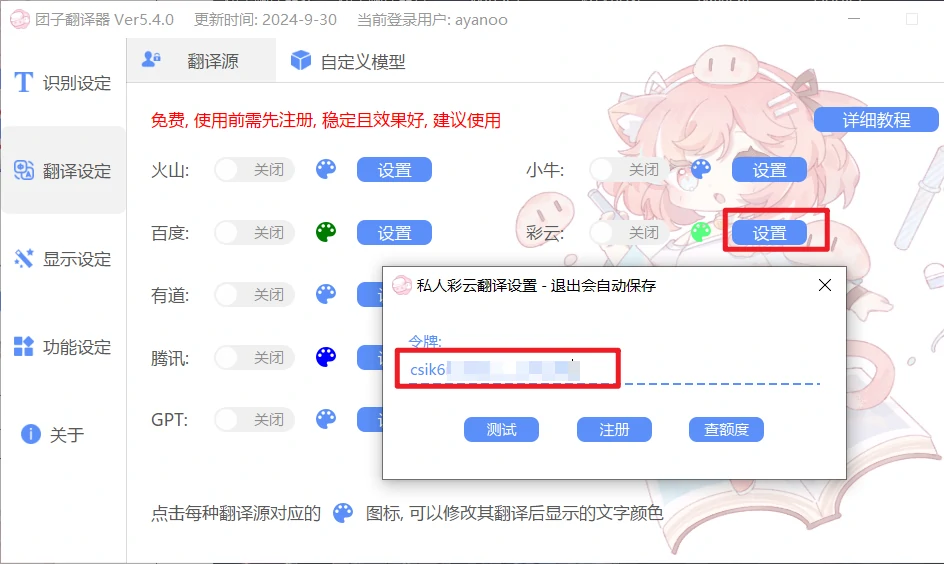 团子翻译器 Ver5.4.0 更新时间: 2024-9-30 当前登录用户: ayanoo
翻译源 自定义模型
识别设定
翻译设定
显示设定
功能设定
关于
免费, 使用前需先注册, 稳定且效果好, 建议使用
详细教程
火山: 关闭 设置 小牛: 关闭 设置
百度: 关闭 设置 彩云: 关闭 设置
有道: 关闭
腾讯: 关闭
GPT: 关闭
私人彩云翻译设置 - 退出会自动保存
令牌:
csik6
测试 注册 查额度
点击每种翻译源对应的 图标, 可以修改其翻译后显示的文字颜色